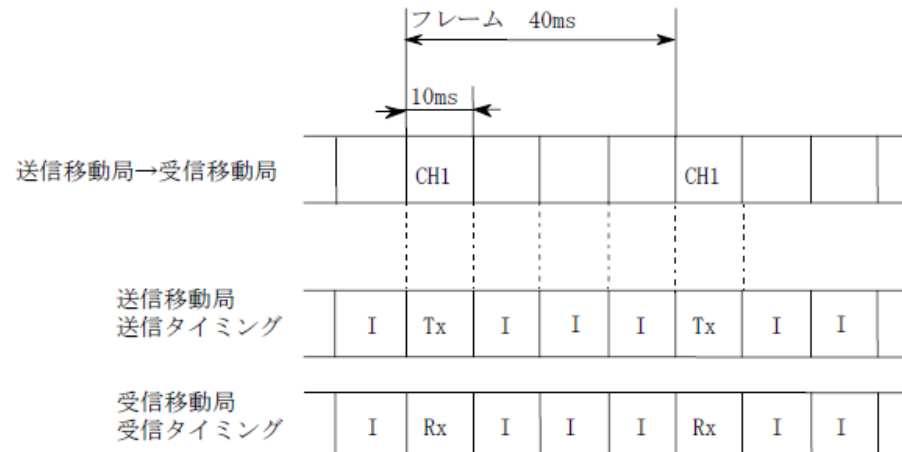 フレーム 40ms
10ms
送信移動局→受信移動局
CH1 CH1
送信移動局
送信タイミング
I Tx I I I Tx I I
受信移動局
受信タイミング
I Rx I I I Rx I I